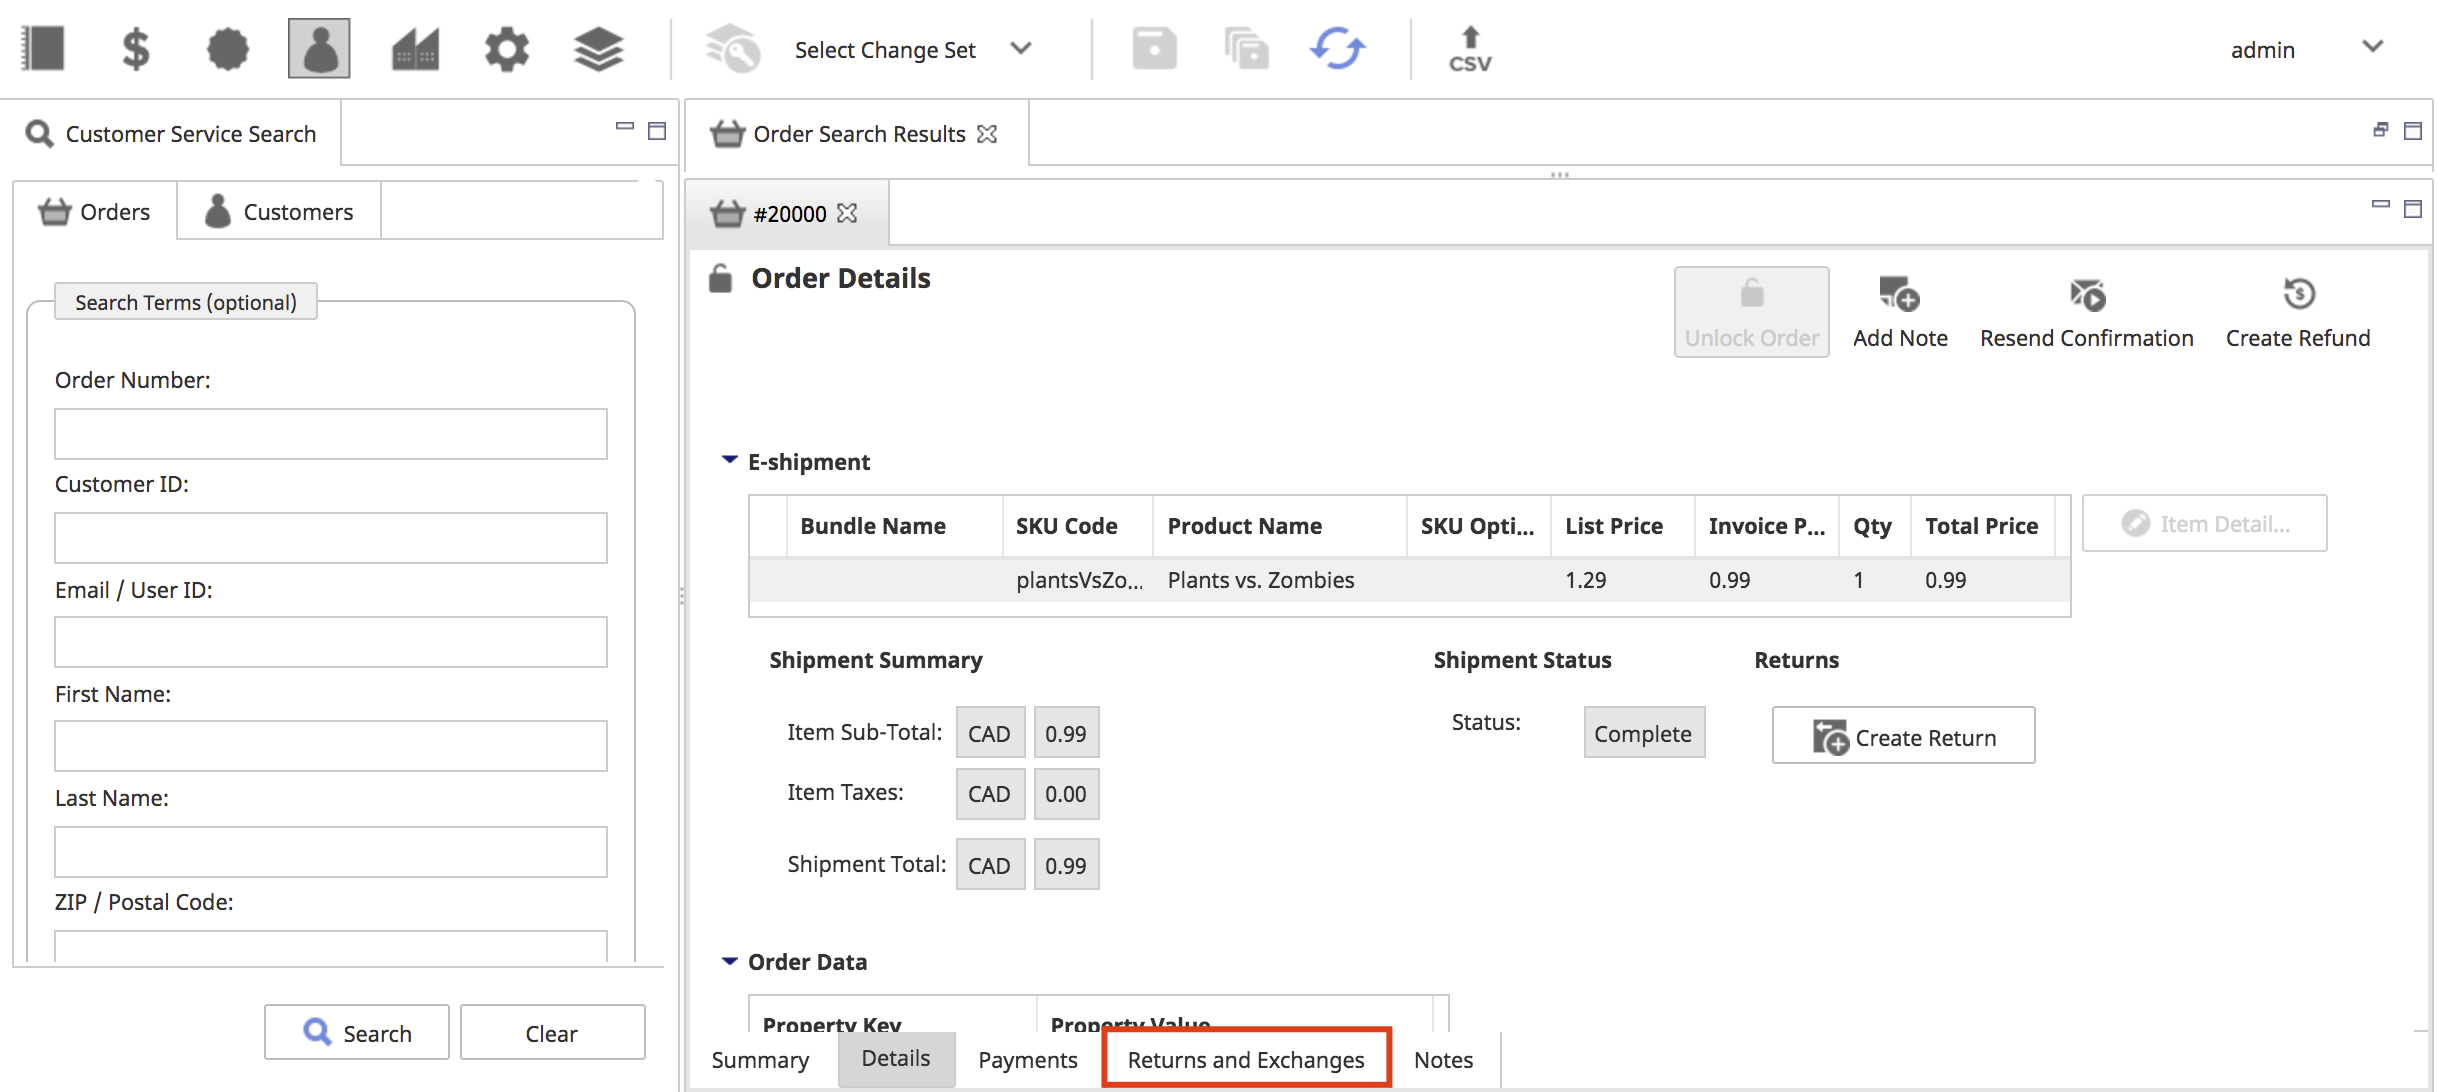 Select Change Set
CSV
admin
Customer Service Search
Orders
Customers
Search Terms (optional)
Order Number:
Customer ID:
Email / User ID:
First Name:
Last Name:
ZIP / Postal Code:
Search
Clear
Order Search Results
#20000
Order Details
Unlock Order
Add Note
Resend Confirmation
Create Refund
E-shipment
Bundle Name SKU Code Product Name SKU Opti... List Price Invoice P... Qty Total Price
plantsVsZo... Plants vs. Zombies 1.29 0.99 1 0.99
Item Detail...
Shipment Summary
Item Sub-Total: CAD 0.99
Item Taxes: CAD 0.00
Shipment Total: CAD 0.99
Shipment Status
Status: Complete
Returns
Create Return
Order Data
Property Key Property Value
Summary Details Payments Returns and Exchanges Notes